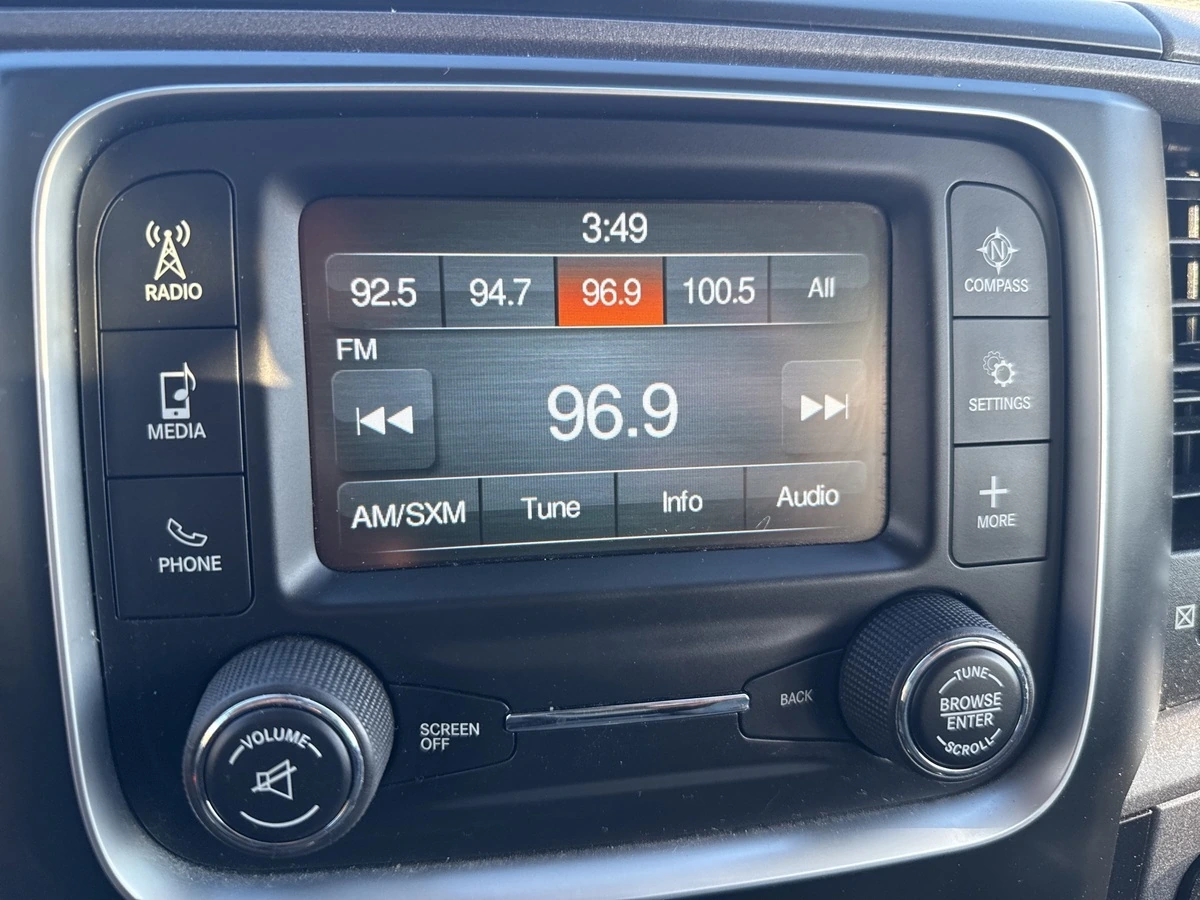 3:49
92.5 94.7 96.9 100.5 All
FM
96.9
AM/SXM Tune Info Audio
RADIO
MEDIA
PHONE
N
COMPASS
SETTINGS
MORE
VOLUME
SCREEN
OFF
BACK
TUNE
BROWSE
ENTER
SCROLL